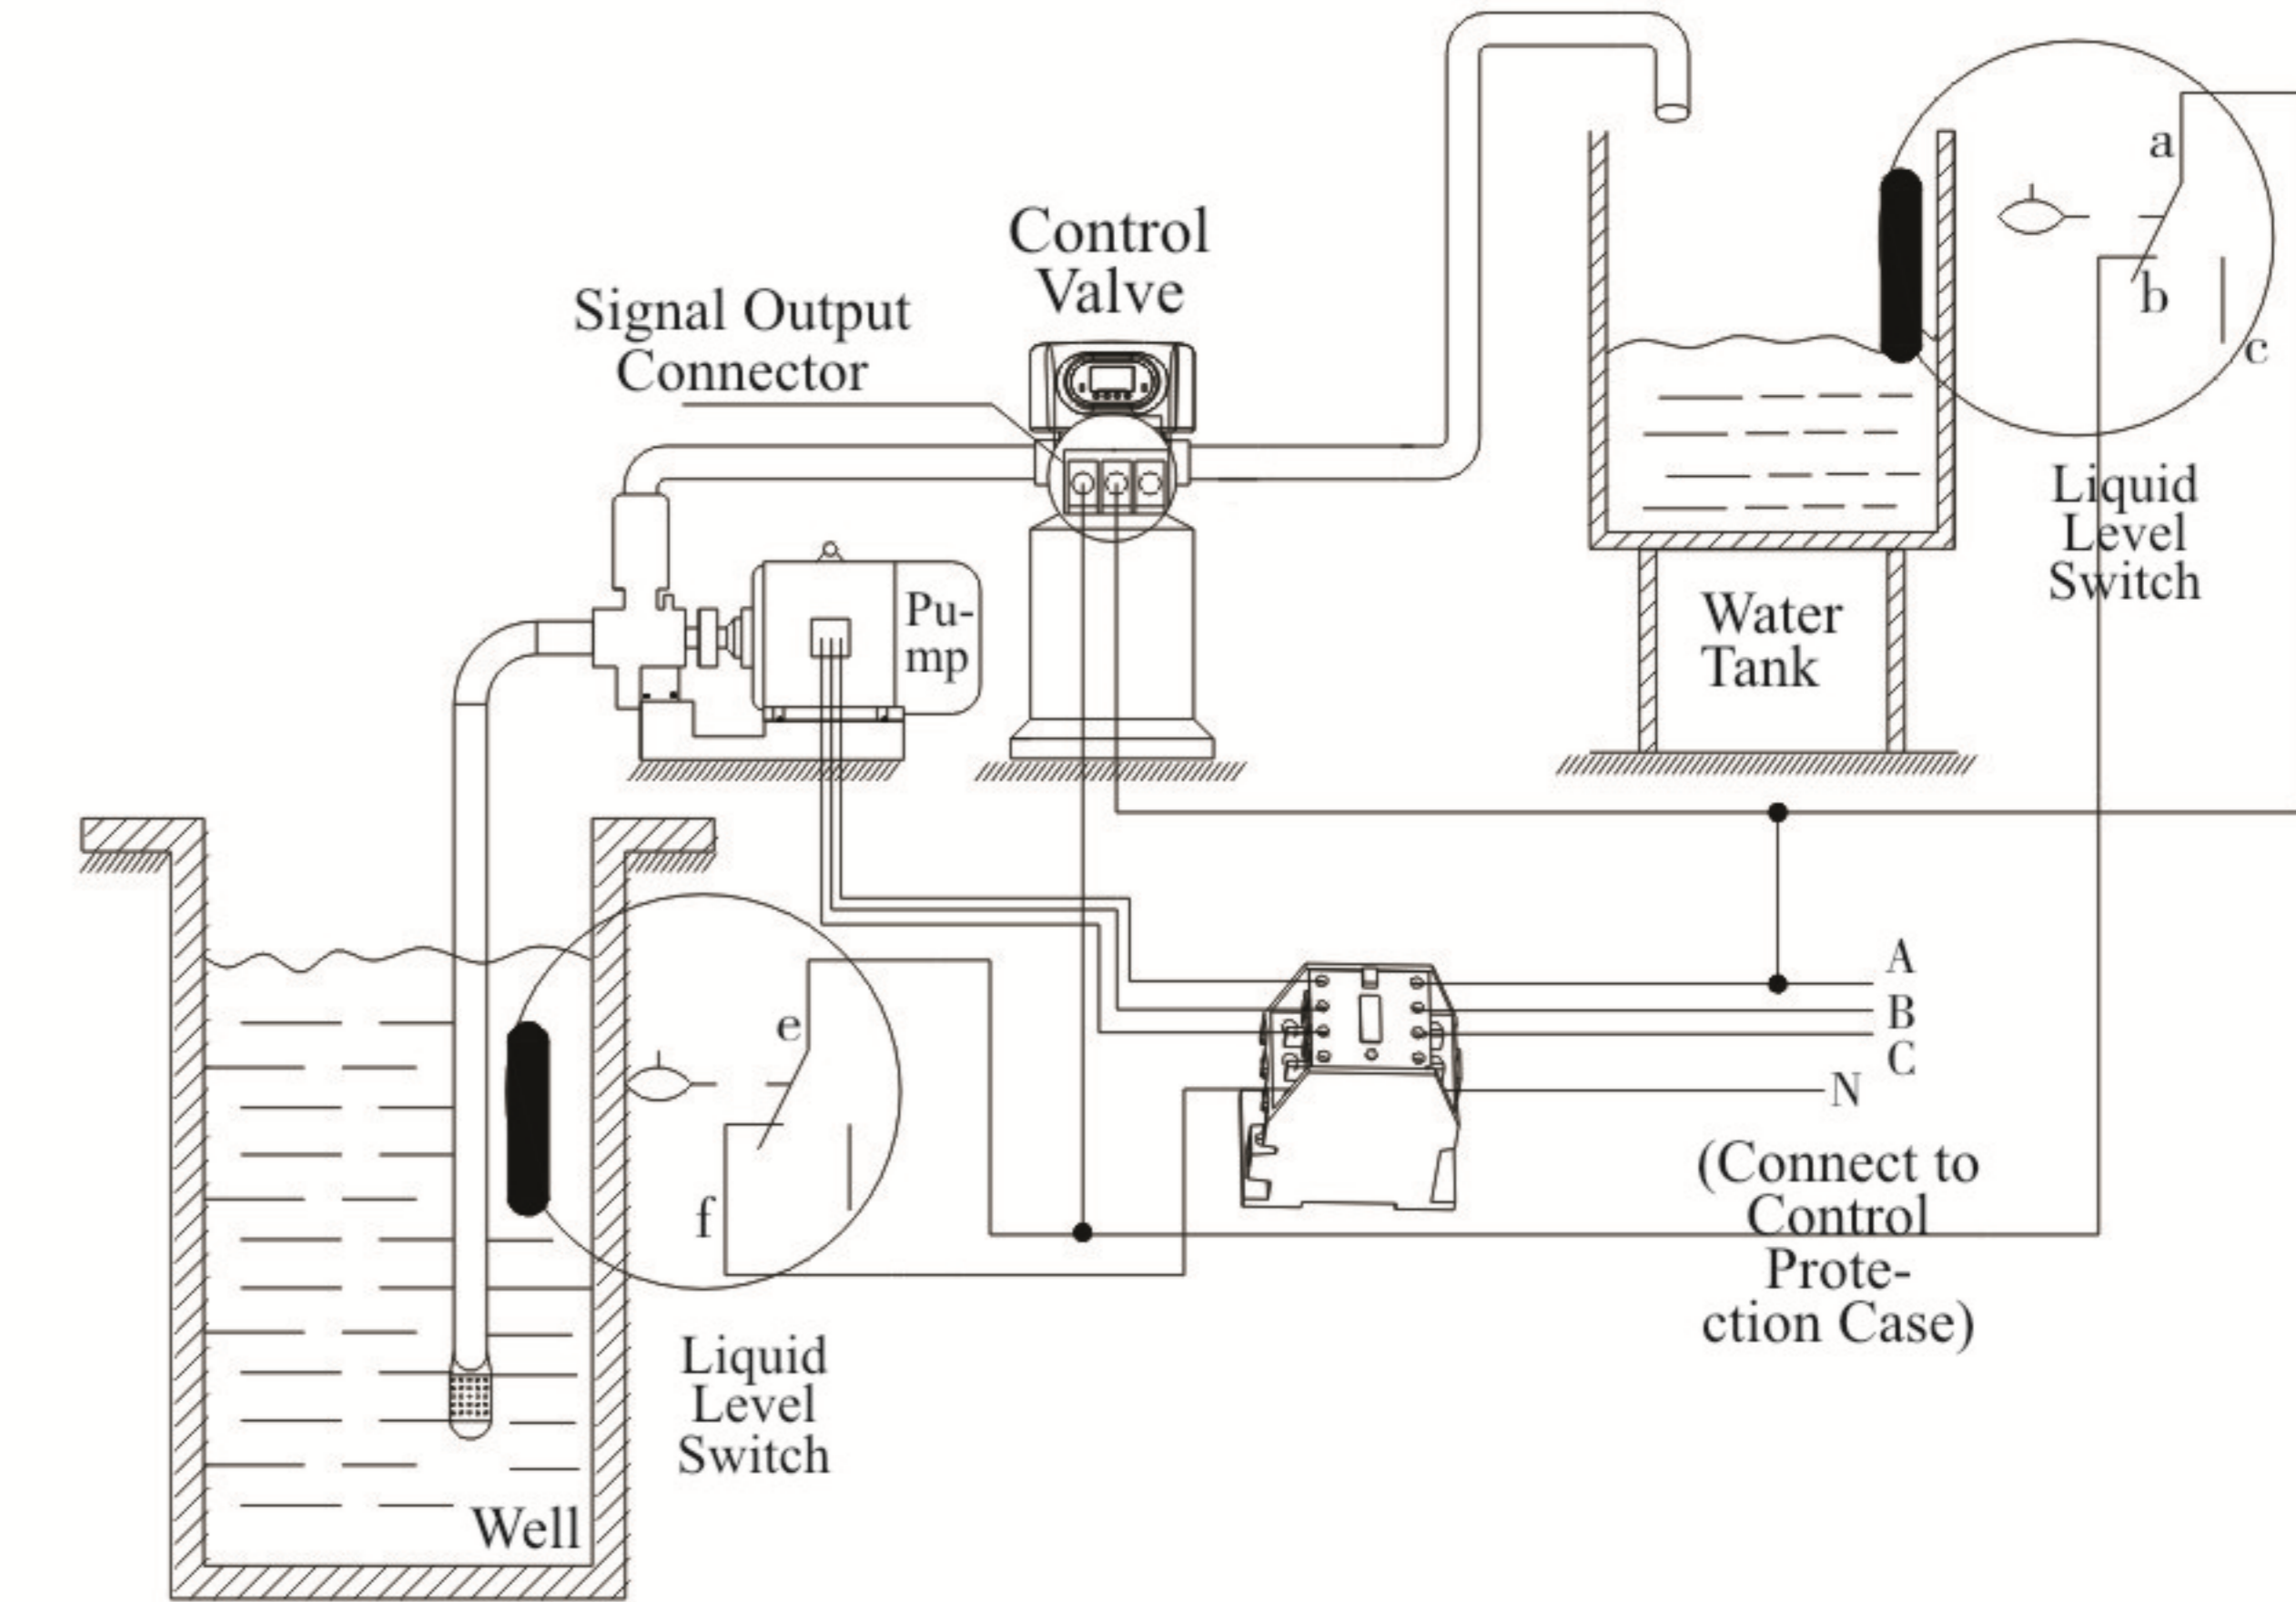 Control
Valve
Signal Output
Connector
a
b
c
Liquid
Level
Switch
Pu-
mp
Water
Tank
A
B
C
N
e
f
(Connect to
Control
Prote-
ction Case)
Liquid
Level
Switch
Well